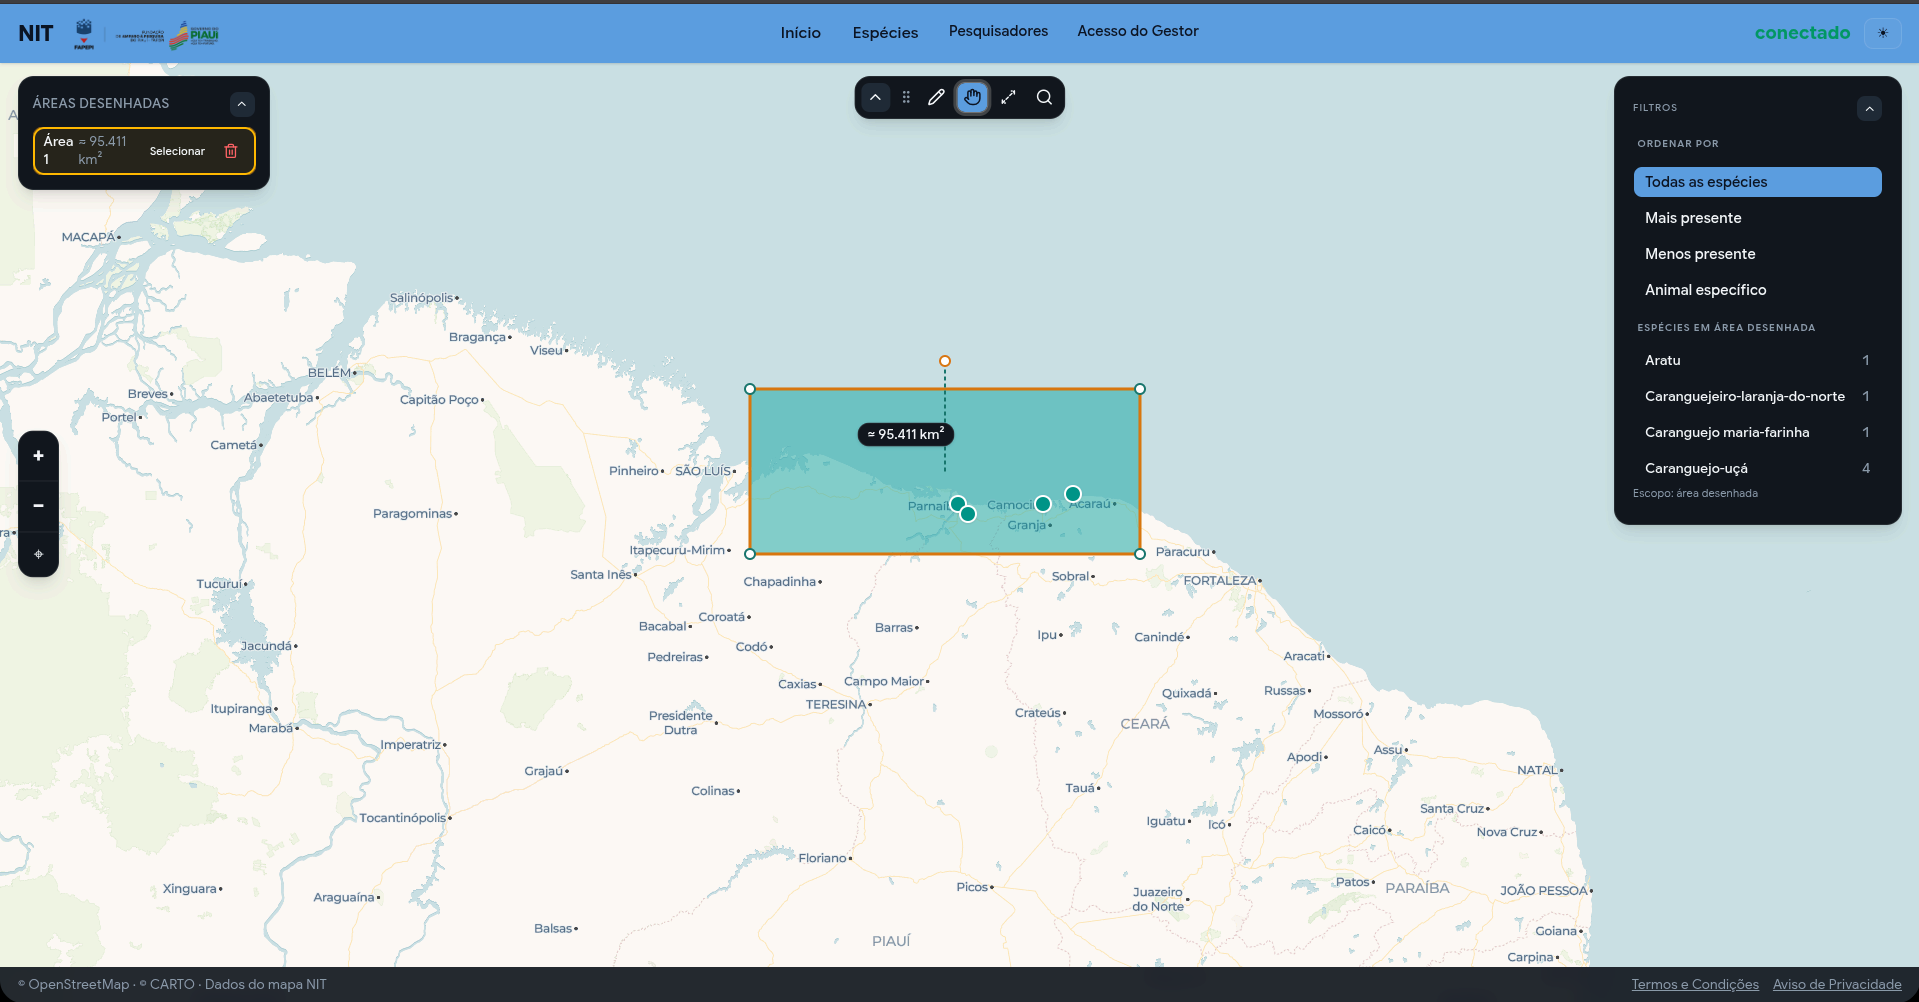 NIT
FAPEPI
PIAUÍ
Início
Espécies
Pesquisadores
Acesso do Gestor
conectado
ÁREAS DESENHADAS
Área 1
≈ 95.411 km²
Selecionar
FILTROS
ORDENAR POR
Todas as espécies
Mais presente
Menos presente
Animal específico
ESPÉCIES EM ÁREA DESENHADA
Aratu 1
Caranguejeiro-laranja-do-norte 1
Caranguejo maria-farinha 1
Caranguejo-uçá 4
Escopo: área desenhada
+
−
MACAPÁ
Salinópolis
Bragança
Viseu
BELÉM
Breves
Abaetetuba
Capitão Poço
Portel
≈ 95.411 km²
Cametá
Pinheiro
SÃO LUÍS
Camoci
Acaraú
Paragominas
Granja
Itapecuru-Mirim
Paracuru
Santa Inês
Chapadinha
Sobral
FORTALEZA
Tucuruí
Coroatá
Bacabal
Barras
Ipu
Canindé
Jacundá
Codó
Pedreiras
Aracati
Caxias
Campo Maior
Quixadá
Russas
TERESINA
Itupiranga
Presidente
Dutra
Crateús
CEARÁ
Mossoró
Marabá
Imperatriz
Apodi
Assu
Grajaú
NATAL
Colinas
Tauá
Tocantinópolis
Iguatu
Icó
Santa Cruz
Caicó
Nova Cruz
Floriano
Xinguara
Araguaína
Picos
Juazeiro
do Norte
Patos
PARAÍBA
JOÃO PESSOA
Balsas
PIAUÍ
Goiana
Carpina
© OpenStreetMap · © CARTO · Dados do mapa NIT
Termos e Condições
Aviso de Privacidade